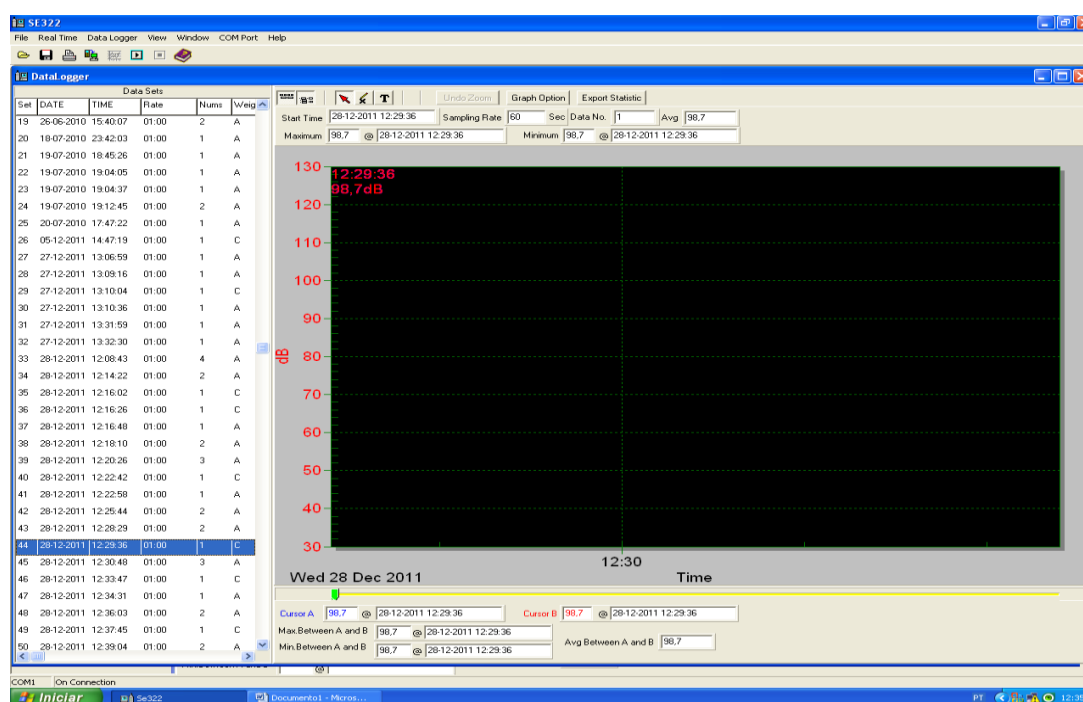 SE322
File Real Time Data Logger View Window COM Port Help
DataLogger
Data Sets
Set DATE TIME Rate Nums Weig
19 26-06-2010 15:40:07 01:00 2 A
20 18-07-2010 23:42:03 01:00 1 A
21 19-07-2010 18:45:26 01:00 1 A
22 19-07-2010 19:04:05 01:00 1 A
23 19-07-2010 19:04:37 01:00 1 A
24 19-07-2010 19:12:45 01:00 2 A
25 20-07-2010 17:47:22 01:00 1 A
26 05-12-2011 14:47:19 01:00 1 C
27 27-12-2011 13:06:59 01:00 1 A
28 27-12-2011 13:09:16 01:00 1 A
29 27-12-2011 13:10:04 01:00 1 C
30 27-12-2011 13:10:36 01:00 1 A
31 27-12-2011 13:31:59 01:00 1 A
32 27-12-2011 13:32:30 01:00 1 A
33 28-12-2011 12:08:43 01:00 4 A
34 28-12-2011 12:14:22 01:00 2 A
35 28-12-2011 12:16:02 01:00 1 C
36 28-12-2011 12:16:26 01:00 1 C
37 28-12-2011 12:16:48 01:00 1 A
38 28-12-2011 12:18:10 01:00 2 A
39 28-12-2011 12:20:26 01:00 3 A
40 28-12-2011 12:22:42 01:00 1 C
41 28-12-2011 12:22:58 01:00 1 A
42 28-12-2011 12:25:44 01:00 2 A
43 28-12-2011 12:28:29 01:00 2 A
44 28-12-2011 12:29:36 01:00 1 C
45 28-12-2011 12:30:48 01:00 3 A
46 28-12-2011 12:33:47 01:00 1 C
47 28-12-2011 12:34:31 01:00 1 A
48 28-12-2011 12:36:03 01:00 2 A
49 28-12-2011 12:37:45 01:00 1 C
50 28-12-2011 12:39:04 01:00 2 A
T Undo Zoom Graph Option Export Statistic
Start Time 28-12-2011 12:29:36 Sampling Rate 60 Sec Data No. 1 Avg 98,7
Maximum 98,7 @ 28-12-2011 12:29:36 Minimum 98,7 @ 28-12-2011 12:29:36
12:29:36
98,7dB
130
120
110
100
90
80
70
60
50
40
30
dB
12:30
Wed 28 Dec 2011 Time
Cursor A 98,7 @ 28-12-2011 12:29:36 Cursor B 98,7 @ 28-12-2011 12:29:36
Max.Between A and B 98,7 @ 28-12-2011 12:29:36
Min.Between A and B 98,7 @ 28-12-2011 12:29:36
Avg Between A and B 98,7
@
COM1 On Connection
Iniciar Se322 Documento1 - Micros... PT 12:39